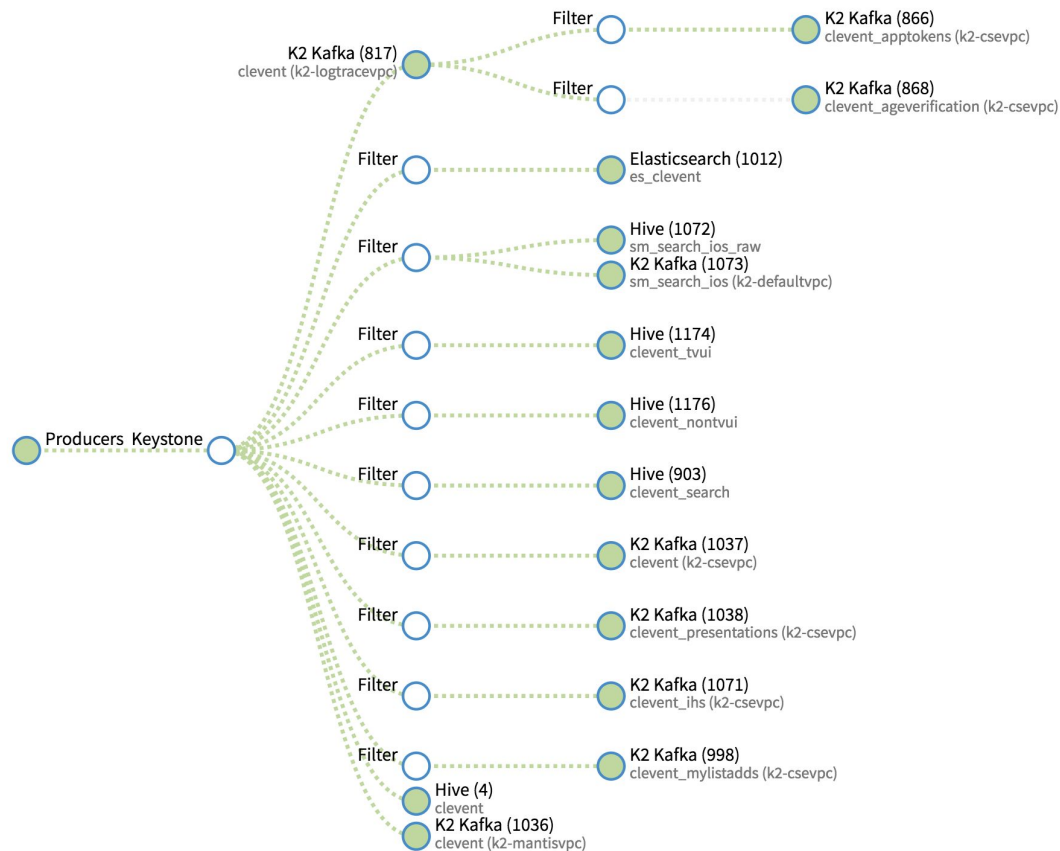 Filter
K2 Kafka (866)
clevent_apptokens (k2-csevpc)
K2 Kafka (817)
clevent (k2-logtracevpc)
Filter
K2 Kafka (868)
clevent_ageverification (k2-csevpc)
Filter
Elasticsearch (1012)
es_clevent
Filter
Hive (1072)
sm_search_ios_raw
K2 Kafka (1073)
sm_search_ios (k2-defaultvpc)
Filter
Hive (1174)
clevent_tvui
Filter
Hive (1176)
clevent_nontvui
Producers Keystone
Filter
Hive (903)
clevent_search
Filter
K2 Kafka (1037)
clevent (k2-csevpc)
Filter
K2 Kafka (1038)
clevent_presentations (k2-csevpc)
Filter
K2 Kafka (1071)
clevent_ihs (k2-csevpc)
Filter
K2 Kafka (998)
clevent_mylistadds (k2-csevpc)
Hive (4)
clevent
K2 Kafka (1036)
clevent (k2-mantisvpc)